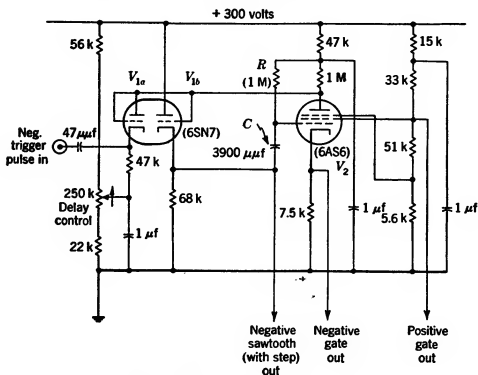 + 300 volts
56 k
47 k
15 k
R
(1 M)
1 M
33 k
V1a
V1b
(6SN7)
Neg.
trigger
pulse in
47 μμf
C
3900 μμf
(6AS6)
V2
51 k
47 k
250 k
Delay
control
68 k
7.5 k
1 μf
5.6 k
1 μf
22 k
1 μf
Negative
sawtooth
(with step)
out
Negative
gate
out
Positive
gate
out